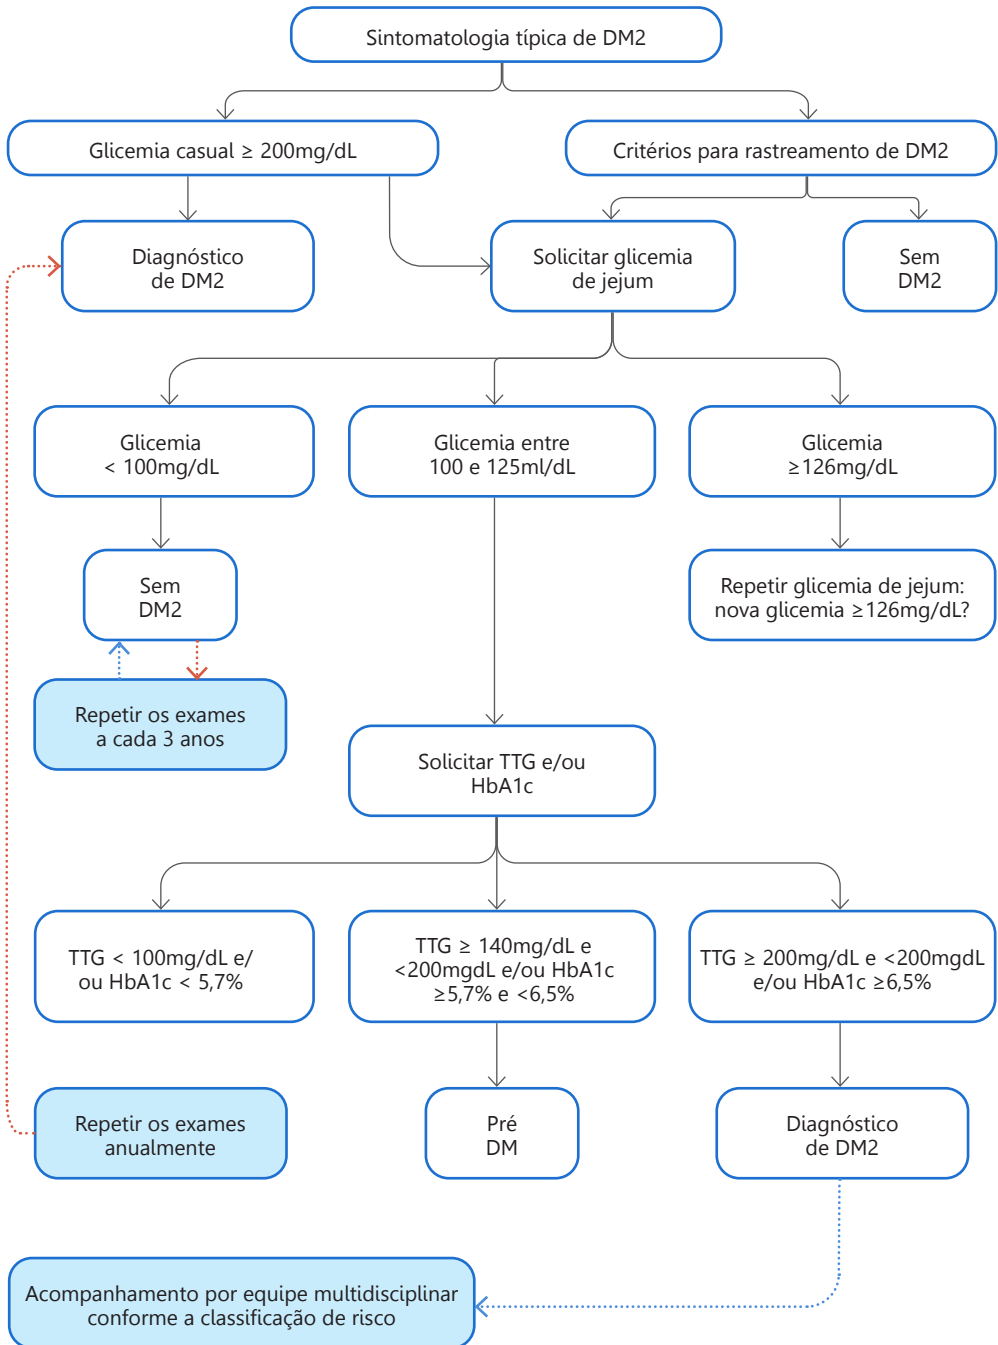 Sintomatologia típica de DM2
Glicemia casual ≥ 200mg/dL
Critérios para rastreamento de DM2
Diagnóstico
de DM2
Solicitar glicemia
de jejum
Sem
DM2
Glicemia
< 100mg/dL
Glicemia entre
100 e 125ml/dL
Glicemia
≥126mg/dL
Sem
DM2
Repetir glicemia de jejum:
nova glicemia ≥126mg/dL?
Repetir os exames
a cada 3 anos
Solicitar TTG e/ou
HbA1c
TTG < 100mg/dL e/
ou HbA1c < 5,7%
TTG ≥ 140mg/dL e
<200mgdL e/ou HbA1c
≥5,7% e <6,5%
TTG ≥ 200mg/dL e <200mgdL
e/ou HbA1c ≥6,5%
Repetir os exames
anualmente
Pré
DM
Diagnóstico
de DM2
Acompanhamento por equipe multidisciplinar
conforme a classificação de risco